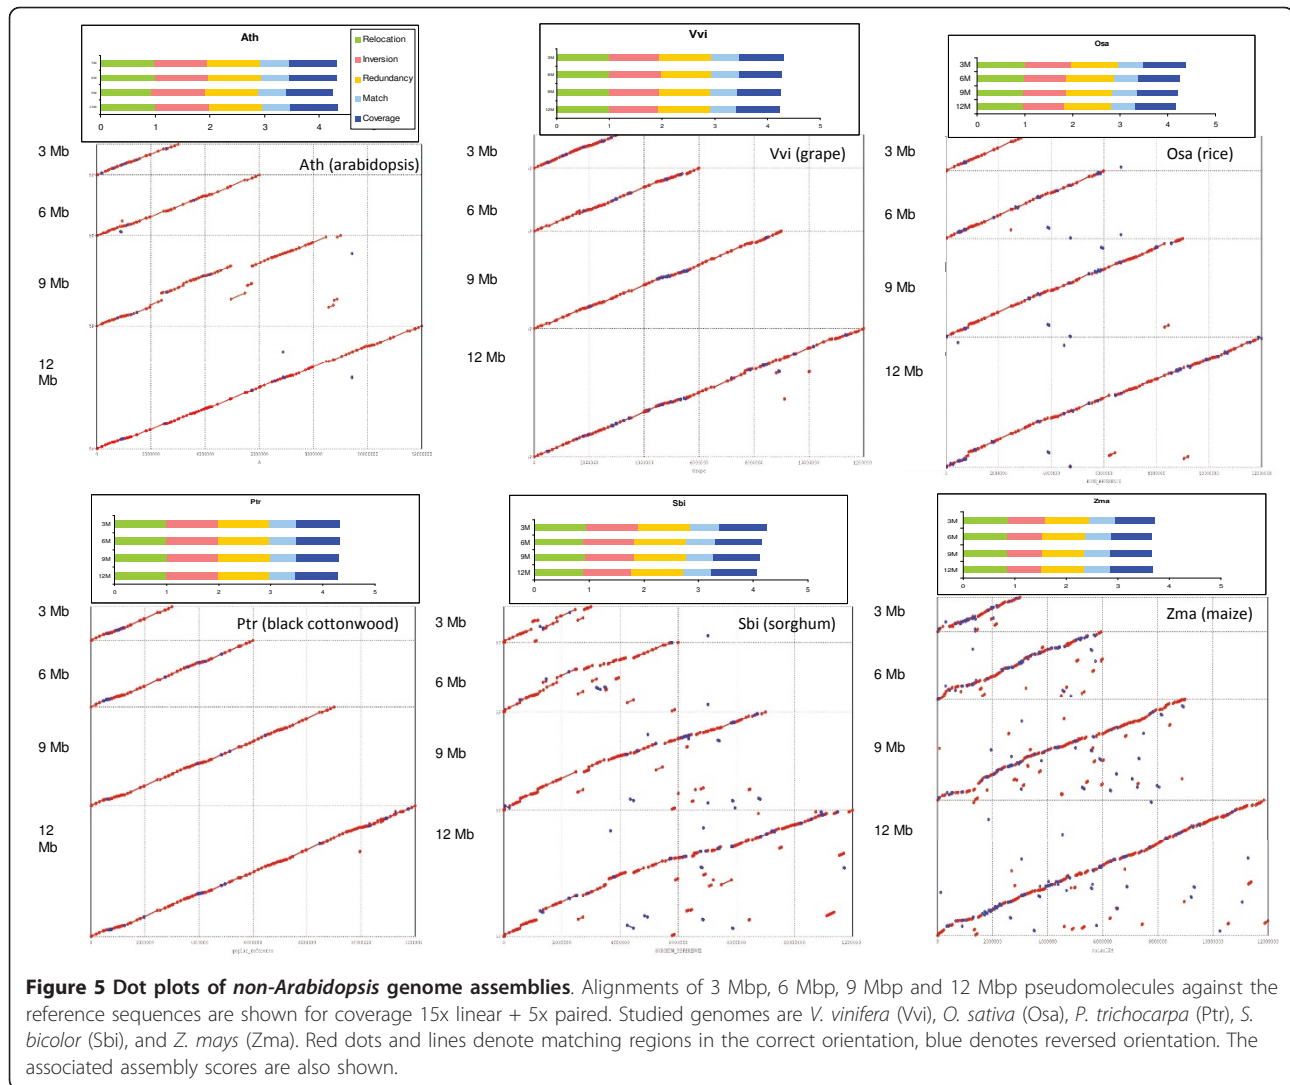 Ath
Relocation
Inversion
Redundancy
Match
Coverage
0 1 2 3 4
3 Mb
6 Mb
9 Mb
12
Mb
Ath (arabidopsis)
Vvi
3M
6M
9M
12M
0 1 2 3 4 5
3 Mb
6 Mb
9 Mb
12 Mb
Vvi (grape)
Osa
3M
6M
9M
12M
0 1 2 3 4 5
3 Mb
6 Mb
9 Mb
12 Mb
Osa (rice)
Ptr
3M
6M
9M
12M
0 1 2 3 4 5
3 Mb
6 Mb
9 Mb
12
Mb
Ptr (black cottonwood)
Sbi
3M
6M
9M
12M
0 1 2 3 4 5
3 Mb
6 Mb
9 Mb
12 Mb
Sbi (sorghum)
Zma
3M
6M
9M
12M
0 1 2 3 4 5
3 Mb
6 Mb
9 Mb
12 Mb
Zma (maize)
Figure 5 Dot plots of non-Arabidopsis genome assemblies. Alignments of 3 Mbp, 6 Mbp, 9 Mbp and 12 Mbp pseudomolecules against the
reference sequences are shown for coverage 15x linear + 5x paired. Studied genomes are V. vinifera (Vvi), O. sativa (Osa), P. trichocarpa (Ptr), S.
bicolor (Sbi), and Z. mays (Zma). Red dots and lines denote matching regions in the correct orientation, blue denotes reversed orientation. The
associated assembly scores are also shown.